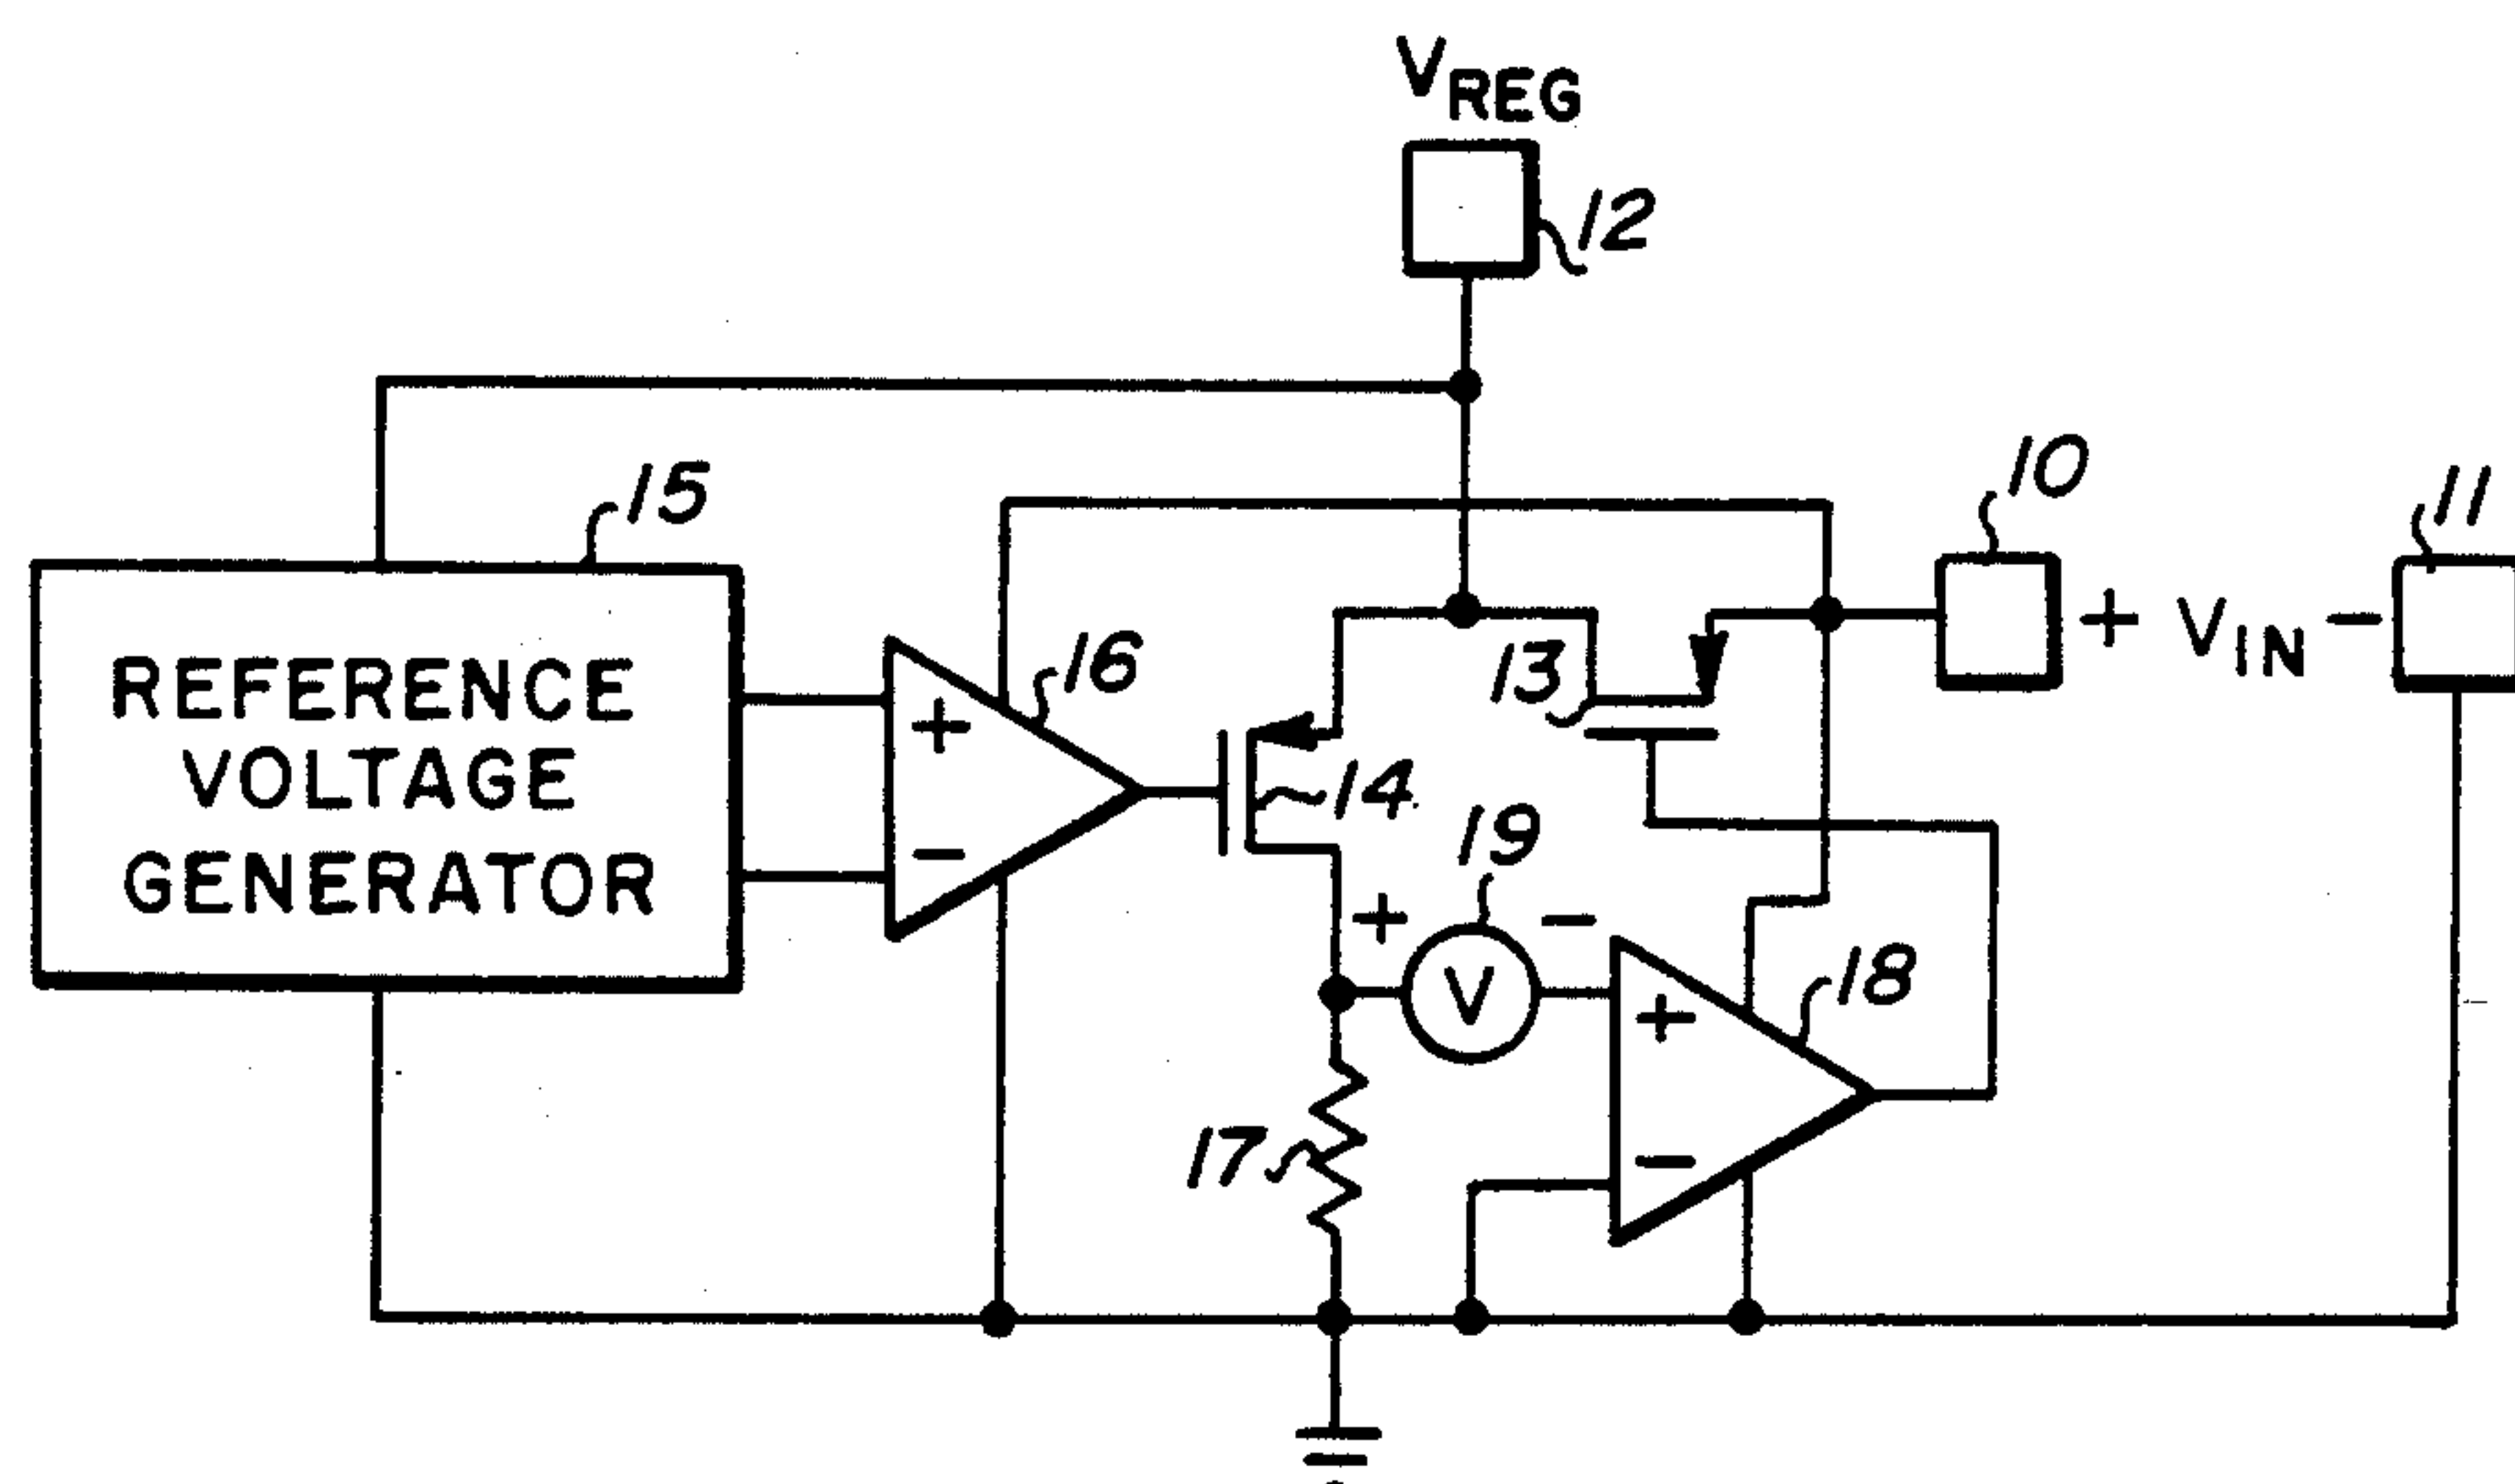 VREG
12
10
11
15
16
13
+ VIN −
REFERENCE
VOLTAGE
GENERATOR
+
−
14
19
+
−
V
18
+
−
17